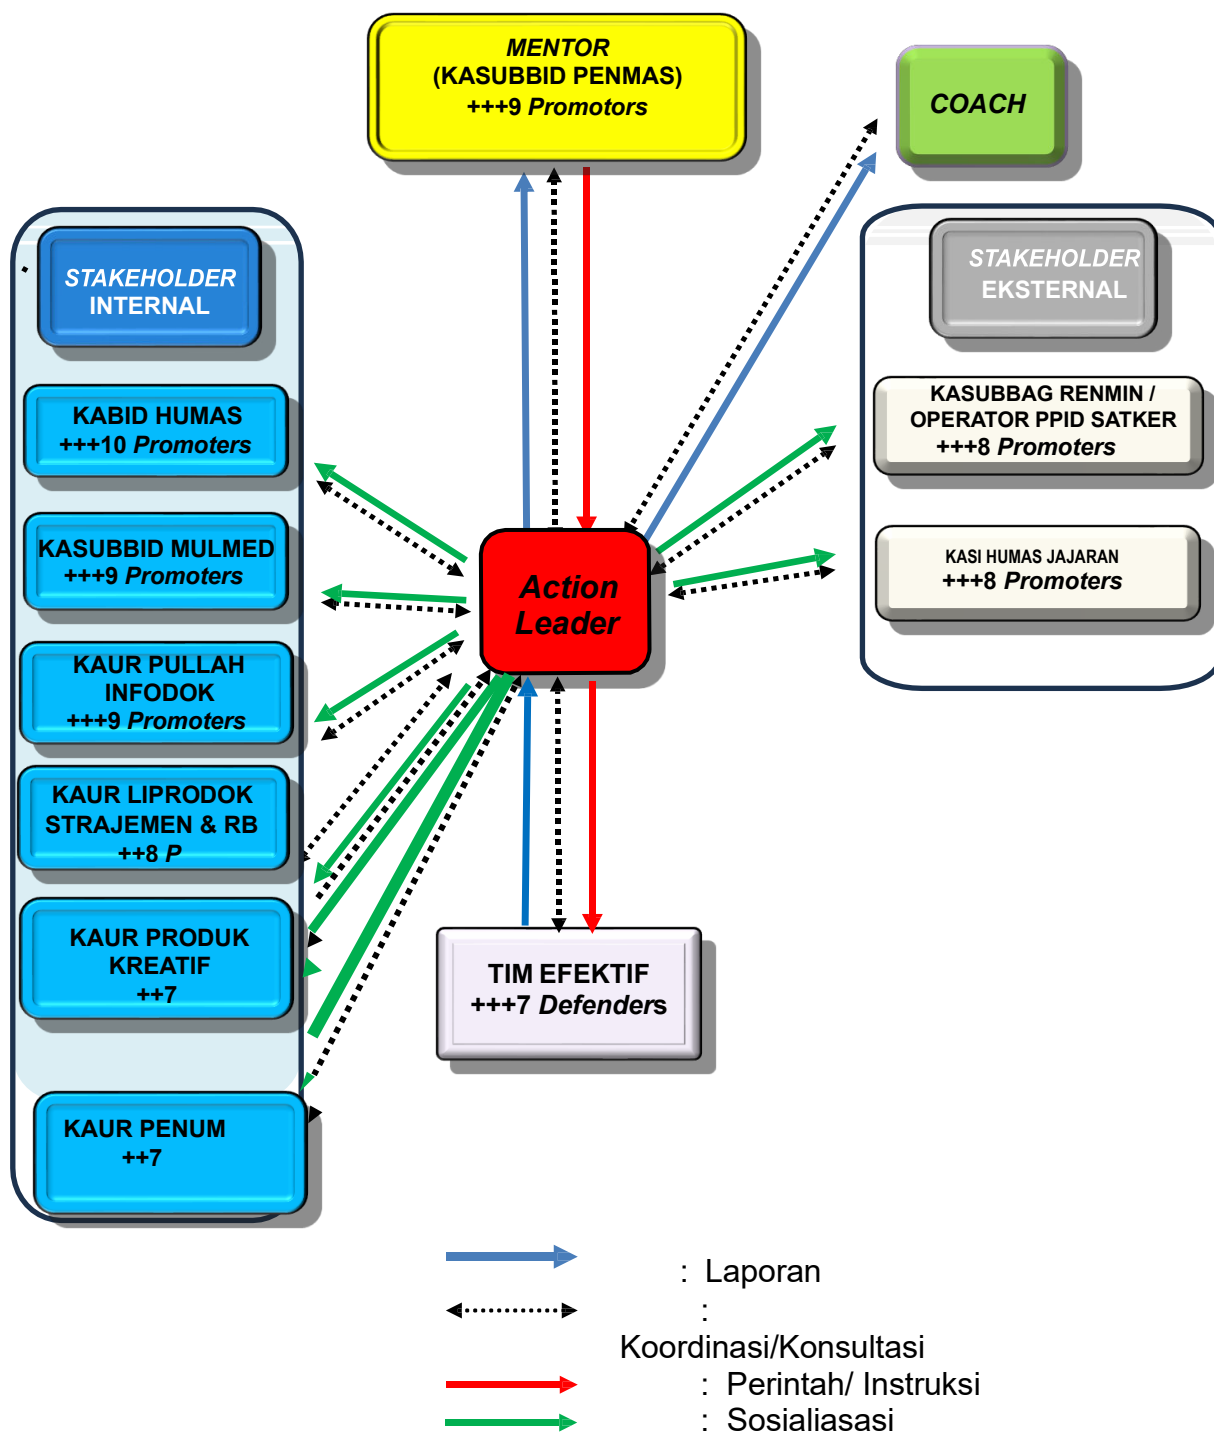 MENTOR
(KASUBBID PENMAS)
+++9 Promotors
COACH
STAKEHOLDER
INTERNAL
KABID HUMAS
+++10 Promoters
KASUBBID MULMED
+++9 Promoters
KAUR PULLAH
INFODOK
+++9 Promoters
KAUR LIPRODOK
STRAJEMEN & RB
++8 P
KAUR PRODUK
KREATIF
++7
KAUR PENUM
++7
Action
Leader
TIM EFEKTIF
+++7 Defenders
STAKEHOLDER
EKSTERNAL
KASUBBAG RENMIN /
OPERATOR PPID SATKER
+++8 Promoters
KASI HUMAS JAJARAN
+++8 Promoters
: Laporan
:
Koordinasi/Konsultasi
: Perintah/ Instruksi
: Sosialiasasi